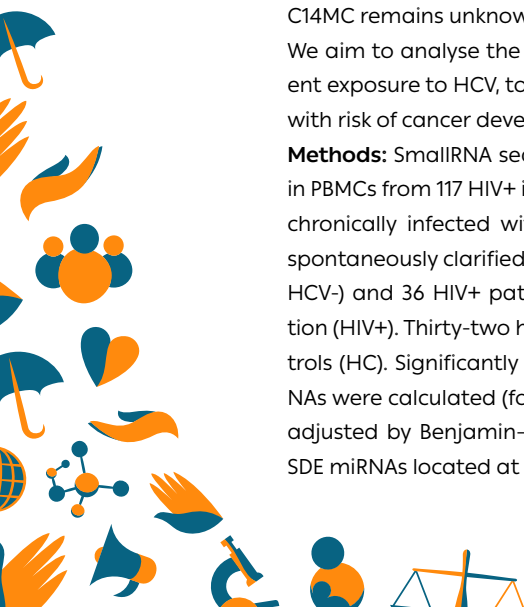 C14MC remains unknow
We aim to analyse the
ent exposure to HCV, to
with risk of cancer deve
Methods: SmallRNA se
in PBMCs from 117 HIV+ i
chronically infected wi
spontaneously clarified
HCV-) and 36 HIV+ pat
tion (HIV+). Thirty-two h
trols (HC). Significantly
NAs were calculated (fo
adjusted by Benjamin-
SDE miRNAs located at